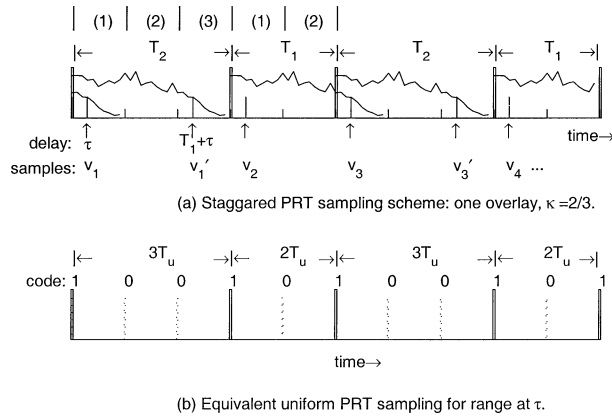 (1) (2) (3) (1) (2)
T2 T1 T2 T1
delay: τ T1+τ time→
samples: v1 v1′ v2 v3 v3′ v4 ...
(a) Staggared PRT sampling scheme: one overlay, κ =2/3.
3Tu 2Tu 3Tu 2Tu
code: 1 0 0 1 0 1 0 0 1 0 1
time→
(b) Equivalent uniform PRT sampling for range at τ.